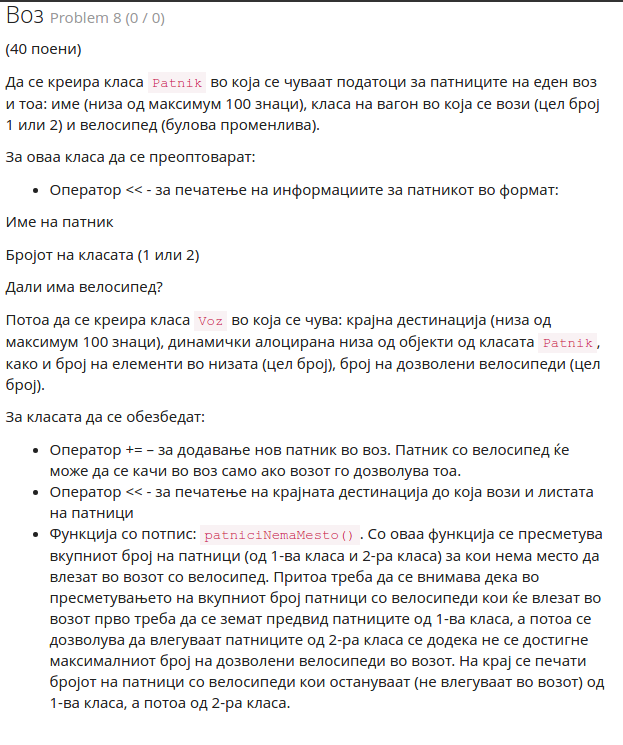 Воз Problem 8 (0 / 0)
(40 поени)
Да се креира класа Patnik во која се чуваат податоци за патниците на еден воз
и тоа: име (низа од максимум 100 знаци), класа на вагон во која се вози (цел број
1 или 2) и велосипед (булова променлива).
За оваа класа да се преоптоварат:
• Оператор << - за печатење на информациите за патникот во формат:
Име на патник
Бројот на класата (1 или 2)
Дали има велосипед?
Потоа да се креира класа Voz во која се чува: крајна дестинација (низа од
максимум 100 знаци), динамички алоцирана низа од објекти од класата Patnik,
како и број на елементи во низата (цел број), број на дозволени велосипеди (цел
број).
За класата да се обезбедат:
• Оператор += – за додавање нов патник во воз. Патник со велосипед ќе
може да се качи во воз само ако возот го дозволува тоа.
• Оператор << - за печатење на крајната дестинација до која вози и листата
на патници
• Функција со потпис: patniciNemaMesto(). Со оваа функција се пресметува
вкупниот број на патници (од 1-ва класа и 2-ра класа) за кои нема место да
влезат во возот со велосипед. Притоа треба да се внимава дека во
пресметувањето на вкупниот број патници со велосипеди кои ќе влезат во
возот прво треба да се земат предвид патниците од 1-ва класа, а потоа се
дозволува да влегуваат патниците од 2-ра класа се додека не се достигне
максималниот број на дозволени велосипеди во возот. На крај се печати
бројот на патници со велосипеди кои остануваат (не влегуваат во возот) од
1-ва класа, а потоа од 2-ра класа.